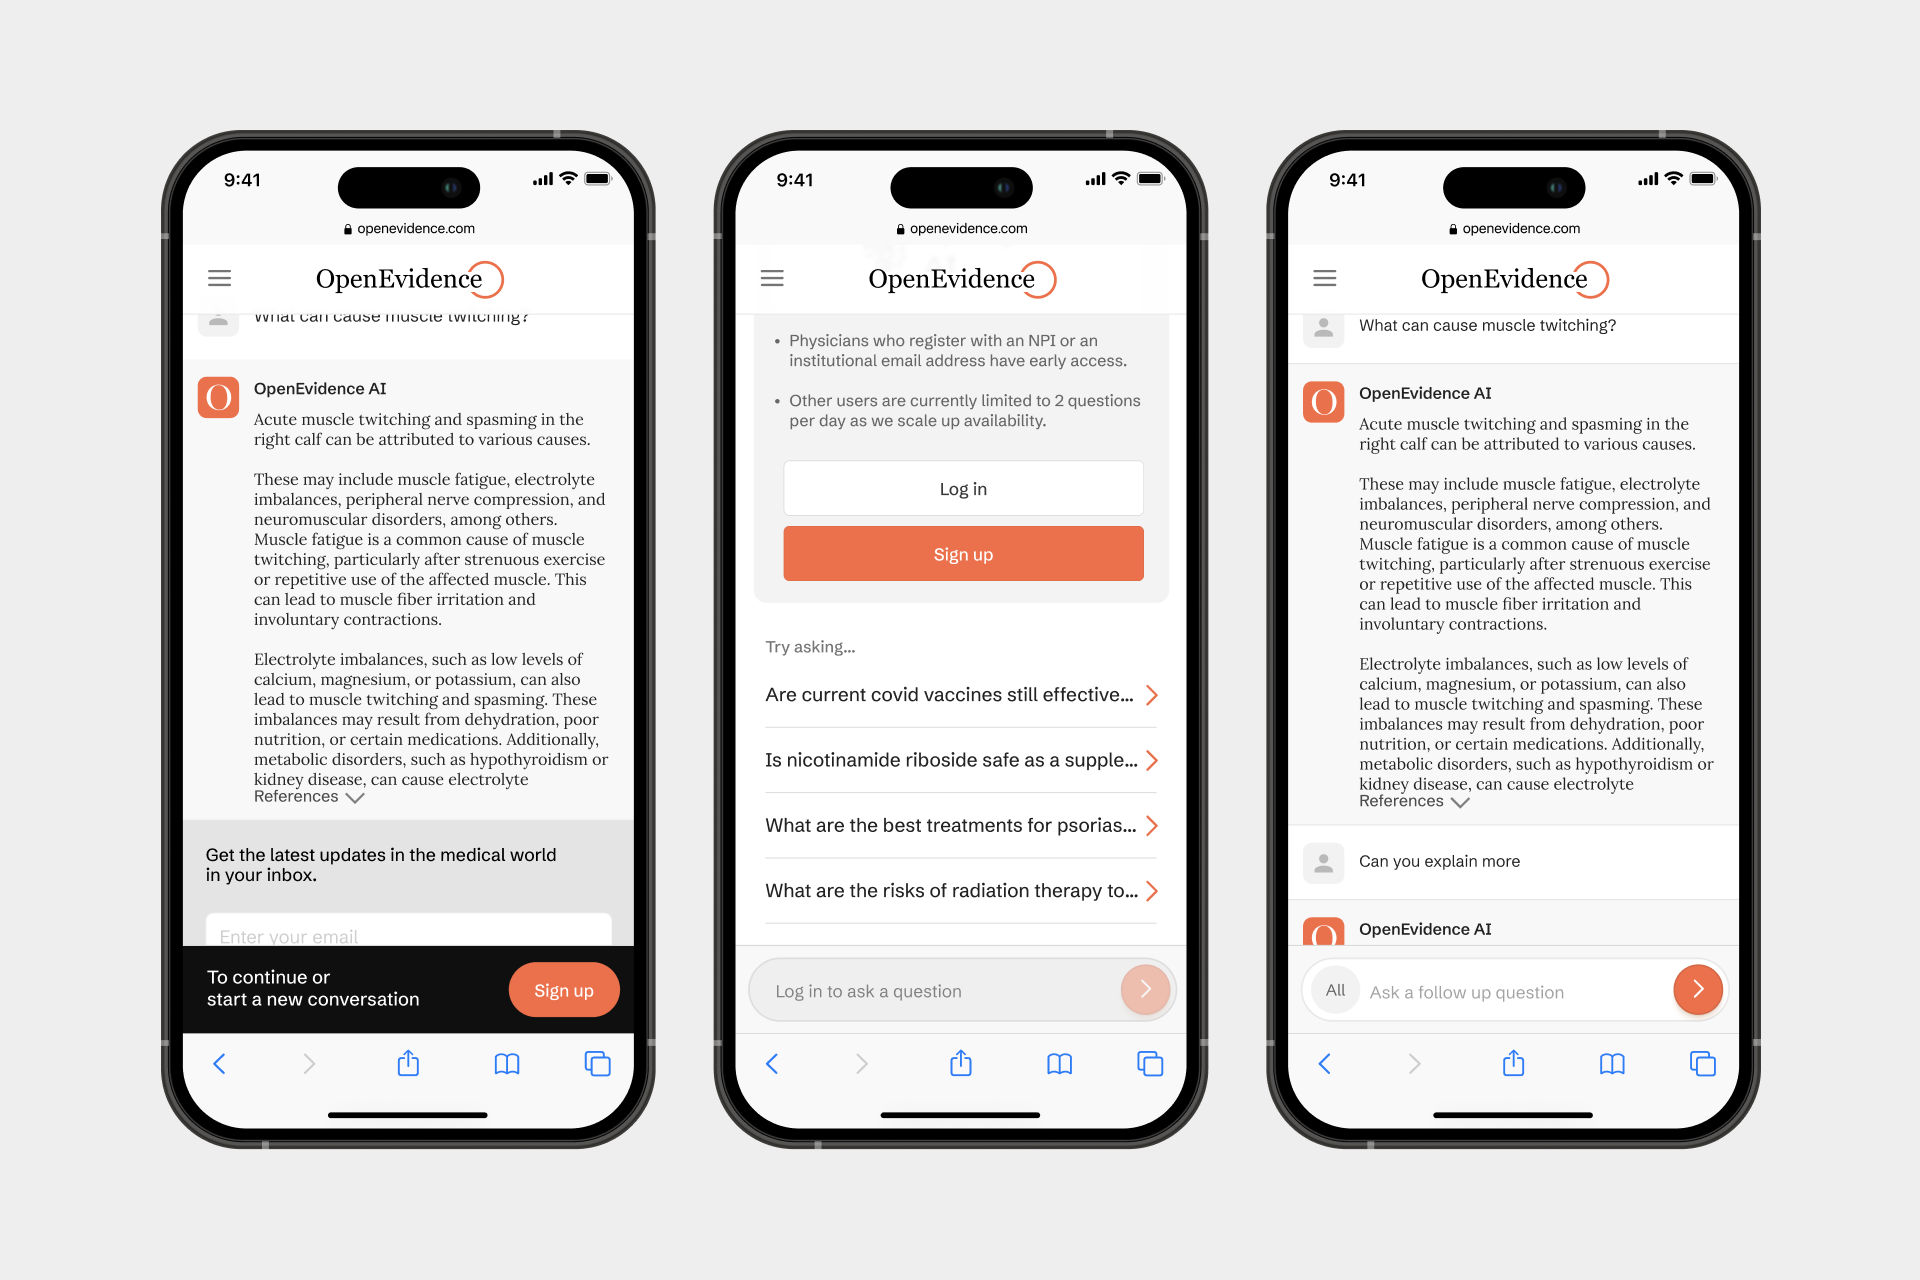 9:41
openevidence.com
OpenEvidence
What can cause muscle twitching?
OpenEvidence AI
Acute muscle twitching and spasming in the
right calf can be attributed to various causes.
These may include muscle fatigue, electrolyte
imbalances, peripheral nerve compression, and
neuromuscular disorders, among others.
Muscle fatigue is a common cause of muscle
twitching, particularly after strenuous exercise
or repetitive use of the affected muscle. This
can lead to muscle fiber irritation and
involuntary contractions.
Electrolyte imbalances, such as low levels of
calcium, magnesium, or potassium, can also
lead to muscle twitching and spasming. These
imbalances may result from dehydration, poor
nutrition, or certain medications. Additionally,
metabolic disorders, such as hypothyroidism or
kidney disease, can cause electrolyte
References
Get the latest updates in the medical world
in your inbox.
Enter your email
To continue or
start a new conversation
Sign up
9:41
openevidence.com
OpenEvidence
• Physicians who register with an NPI or an
institutional email address have early access.
• Other users are currently limited to 2 questions
per day as we scale up availability.
Log in
Sign up
Try asking...
Are current covid vaccines still effective...
Is nicotinamide riboside safe as a supple...
What are the best treatments for psorias...
What are the risks of radiation therapy to...
Log in to ask a question
9:41
openevidence.com
OpenEvidence
What can cause muscle twitching?
O
OpenEvidence AI
Acute muscle twitching and spasming in the
right calf can be attributed to various causes.
These may include muscle fatigue, electrolyte
imbalances, peripheral nerve compression, and
neuromuscular disorders, among others.
Muscle fatigue is a common cause of muscle
twitching, particularly after strenuous exercise
or repetitive use of the affected muscle. This
can lead to muscle fiber irritation and
involuntary contractions.
Electrolyte imbalances, such as low levels of
calcium, magnesium, or potassium, can also
lead to muscle twitching and spasming. These
imbalances may result from dehydration, poor
nutrition, or certain medications. Additionally,
metabolic disorders, such as hypothyroidism or
kidney disease, can cause electrolyte
References
Can you explain more
OpenEvidence AI
All
Ask a follow up question